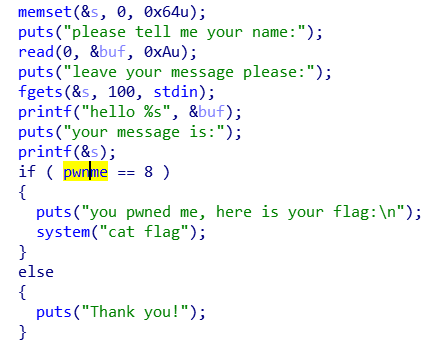 memset(&s, 0, 0x64u);
puts("please tell me your name:");
read(0, &buf, 0xAu);
puts("leave your message please:");
fgets(&s, 100, stdin);
printf("hello %s", &buf);
puts("your message is:");
printf(&s);
if ( pwnme == 8 )
{
puts("you pwned me, here is your flag:\n");
system("cat flag");
}
else
{
puts("Thank you!");
}